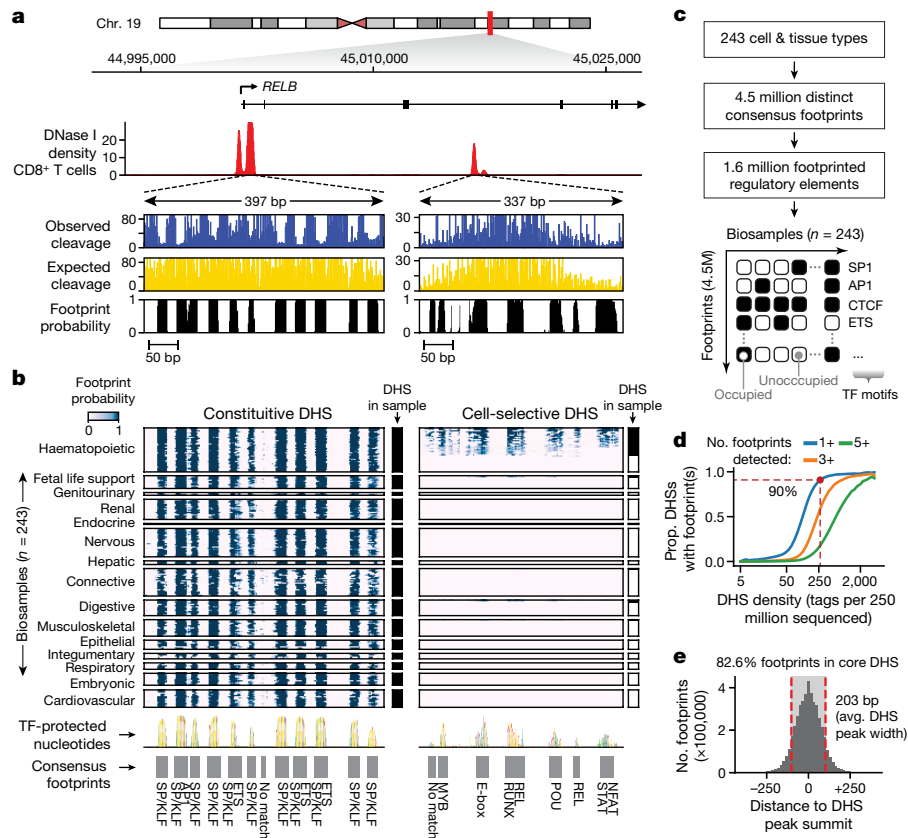 a
Chr. 19
44,995,000 45,010,000 45,025,000
RELB
DNase I density CD8+ T cells
20
10
0
397 bp 337 bp
Observed cleavage
80
0
30
0
Expected cleavage
80
0
30
0
Footprint probability
1
0
50 bp 50 bp
b
Footprint probability
0 1
Constitutive DHS
DHS in sample
Cell-selective DHS
DHS in sample
Biosamples (n = 243)
Haematopoietic
Fetal life support
Genitourinary
Renal
Endocrine
Nervous
Hepatic
Connective
Digestive
Musculoskeletal
Epithelial
Integumentary
Respiratory
Embryonic
Cardiovascular
TF-protected nucleotides
Consensus footprints
SP/KLF
SP/KLF
AP1
SP/KLF
SP/KLF
ETS
SP/KLF
No match
SP/KLF
ETS
SP/KLF
ETS
SP/KLF
SP/KLF
SP/KLF
No match
MYB
E-box
RUNX
REL
POU
REL
STAT
NFAT
c
243 cell & tissue types
4.5 million distinct
consensus footprints
1.6 million footprinted
regulatory elements
Biosamples (n = 243)
Footprints (4.5M)
SP1
AP1
CTCF
ETS
...
Unocccupied
Occupied
TF motifs
d
No. footprints detected:
1+ 5+
3+
Prop. DHSs with footprint(s)
1.0
0.5
0.0
90%
5 50 250 2,000
DHS density (tags per 250
million sequenced)
e
82.6% footprints in core DHS
No. footprints (×100,000)
4
2
0
203 bp
(avg. DHS
peak width)
−250 0 +250
Distance to DHS
peak summit